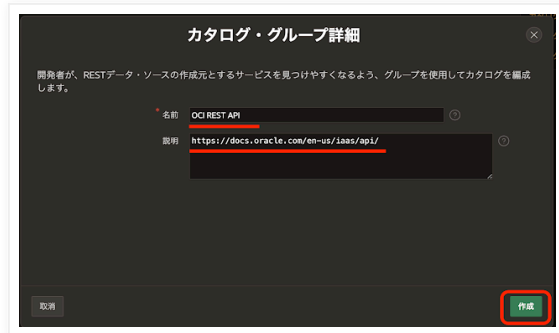 カタログ・グループ詳細
開発者が、RESTデータ・ソースの作成元とするサービスを見つけやすくなるよう、グループを使用してカタログを編成
します。
* 名前 OCI REST API
説明 https://docs.oracle.com/en-us/iaas/api/
取消 作成